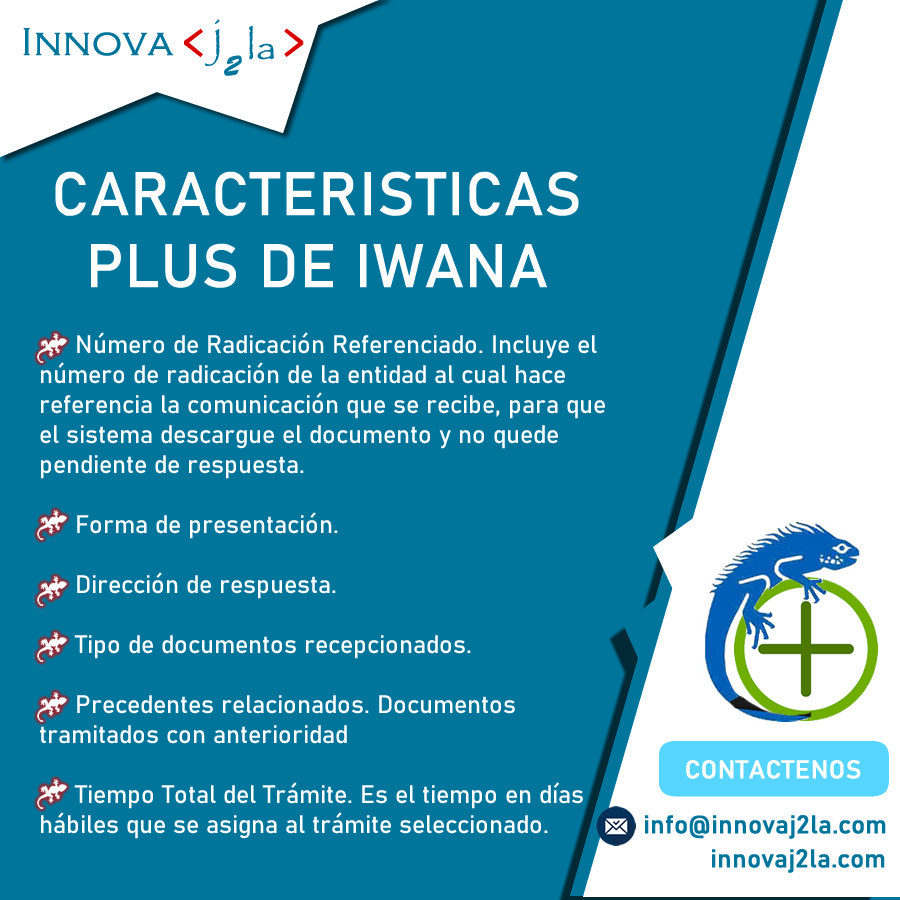 INNOVA <j2la>
CARACTERISTICAS
PLUS DE IWANA
Número de Radicación Referenciado. Incluye el
número de radicación de la entidad al cual hace
referencia la comunicación que se recibe, para que
el sistema descargue el documento y no quede
pendiente de respuesta.
Forma de presentación.
Dirección de respuesta.
Tipo de documentos recepcionados.
Precedentes relacionados. Documentos
tramitados con anterioridad
Tiempo Total del Trámite. Es el tiempo en días
hábiles que se asigna al trámite seleccionado.
CONTACTENOS
info@innovaj2la.com
innovaj2la.com